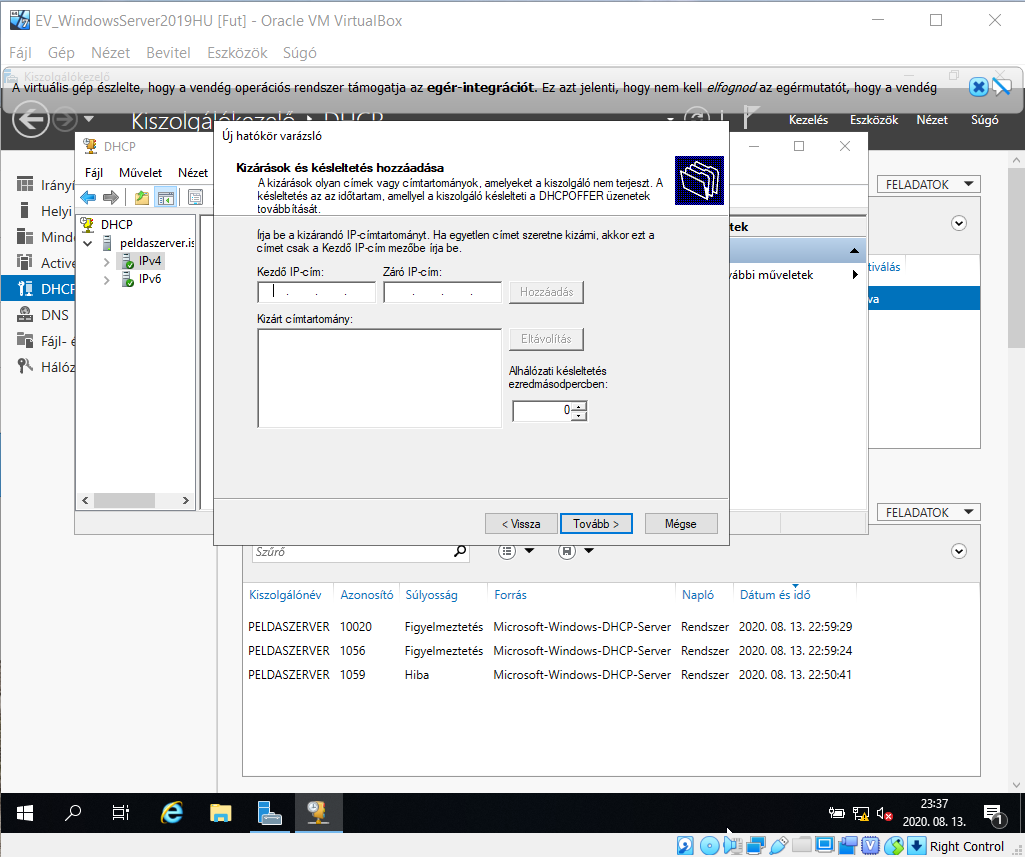 EV_WindowsServer2019HU [Fut] - Oracle VM VirtualBox
Fájl Gép Nézet Bevitel Eszközök Súgó
Kiszolgálókezelő
A virtuális gép észlelte, hogy a vendég operációs rendszer támogatja az egér-integrációt. Ez azt jelenti, hogy nem kell elfognod az egérmutatót, hogy a vendég
Kiszolgálókezelő DHCP
Kezelés Eszközök Nézet Súgó
Irányí
Helyi
Mind
Active
DHCP
DNS
Fájl- é
Hálóz
DHCP
Fájl Művelet Nézet
DHCP
peldaszerver.is
IPv4
IPv6
Új hatókör varázsló
Kizárások és késleltetés hozzáadása
A kizárások olyan címek vagy címtartományok, amelyeket a kiszolgáló nem terjeszt. A
késleltetés az az időtartam, amellyel a kiszolgáló késlelteti a DHCPOFFER üzenetek
továbbítását.
Írja be a kizárandó IP-címtartományt. Ha egyetlen címet szeretne kizárni, akkor ezt a
címet csak a Kezdő IP-cím mezőbe írja be.
Kezdő IP-cím: Záró IP-cím:
Hozzáadás
Kizárt címtartomány:
Eltávolítás
Alhálózati késleltetés
ezredmásodpercben:
0
< Vissza Tovább > Mégse
tek
vábbi műveletek
FELADATOK
tiválás
va
FELADATOK
Szűrő
Kiszolgálónév Azonosító Súlyosság Forrás Napló Dátum és idő
PELDASZERVER 10020 Figyelmeztetés Microsoft-Windows-DHCP-Server Rendszer 2020. 08. 13. 22:59:29
PELDASZERVER 1056 Figyelmeztetés Microsoft-Windows-DHCP-Server Rendszer 2020. 08. 13. 22:59:24
PELDASZERVER 1059 Hiba Microsoft-Windows-DHCP-Server Rendszer 2020. 08. 13. 22:50:41
23:37
2020. 08. 13.
1
Right Control